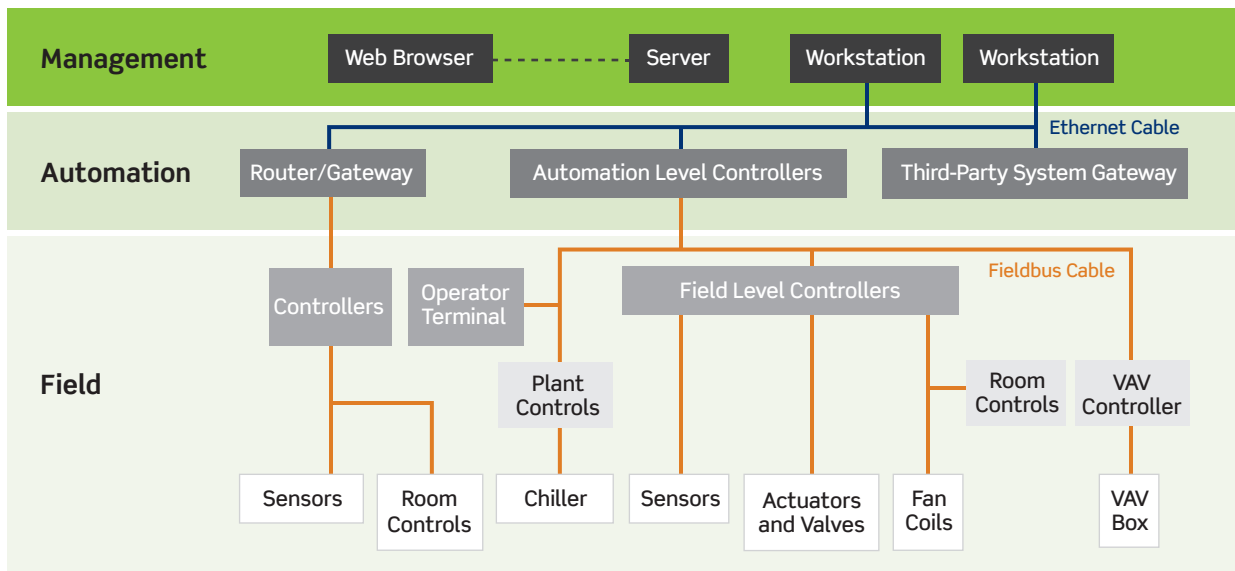 Management
Web Browser
Server
Workstation
Workstation
Ethernet Cable
Automation
Router/Gateway
Automation Level Controllers
Third-Party System Gateway
Fieldbus Cable
Field
Controllers
Operator
Terminal
Field Level Controllers
Plant
Controls
Room
Controls
VAV
Controller
Sensors
Room
Controls
Chiller
Sensors
Actuators
and Valves
Fan
Coils
VAV
Box